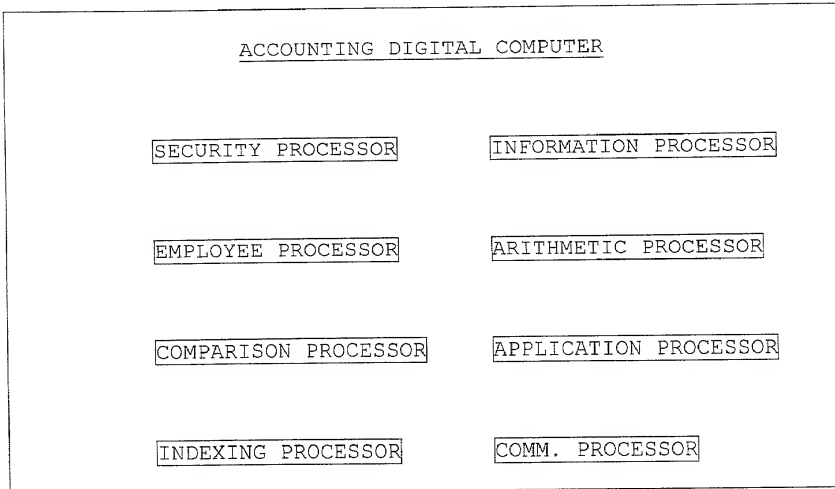 ACCOUNTING DIGITAL COMPUTER
SECURITY PROCESSOR INFORMATION PROCESSOR
EMPLOYEE PROCESSOR ARITHMETIC PROCESSOR
COMPARISON PROCESSOR APPLICATION PROCESSOR
INDEXING PROCESSOR COMM. PROCESSOR